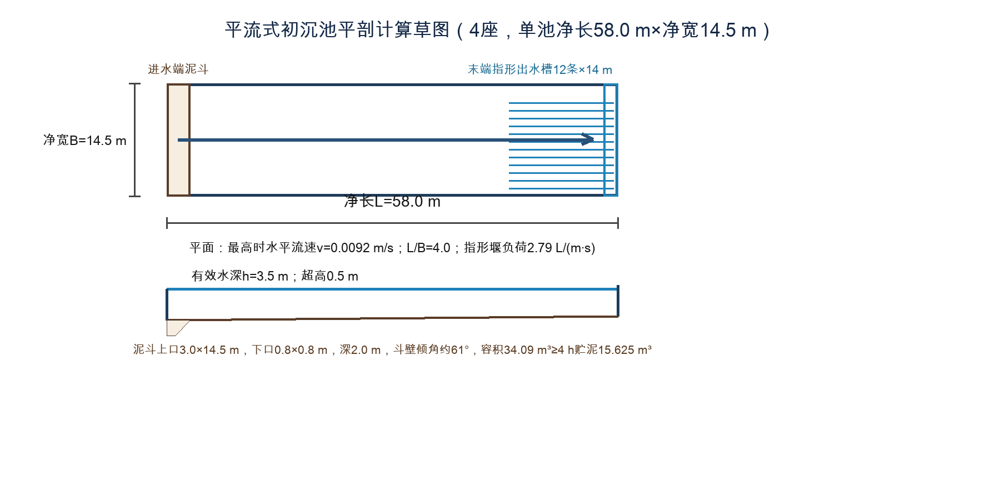 平流式初沉池平剖计算草图（4座，单池净长58.0 m×净宽14.5 m）
进水端泥斗
末端指形出水槽12条×14 m
净宽B=14.5 m
净长L=58.0 m
平面：最高时水平流速v=0.0092 m/s；L/B=4.0；指形堰负荷2.79 L/(m·s)
有效水深h=3.5 m；超高0.5 m
泥斗上口3.0×14.5 m，下口0.8×0.8 m，深2.0 m，斗壁倾角约61°，容积34.09 m³≥4 h贮泥15.625 m³